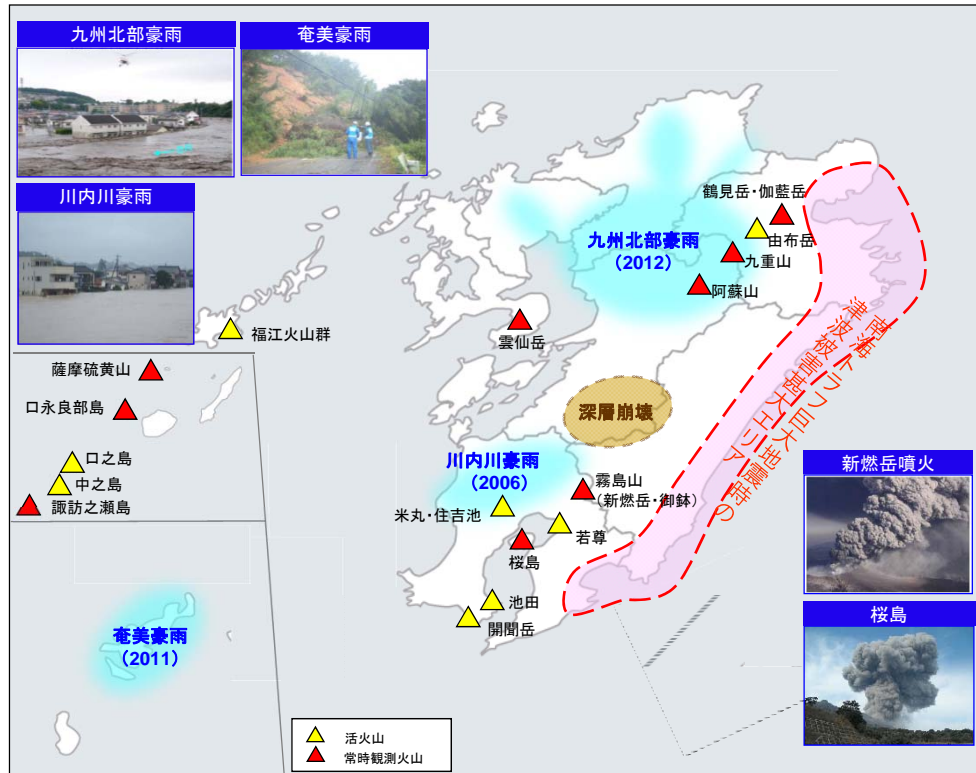 九州北部豪雨
奄美豪雨
川内川豪雨
鶴見岳・伽藍岳
由布岳
九州北部豪雨
(2012)
九重山
阿蘇山
福江火山群
雲仙岳
薩摩硫黄山
口永良部島
口之島
中之島
諏訪之瀬島
南海トラフ巨大地震時の
津波被害甚大エリア
深層崩壊
川内川豪雨
(2006)
霧島山
(新燃岳・御鉢)
米丸・住吉池
若尊
桜島
池田
開聞岳
新燃岳噴火
桜島
奄美豪雨
(2011)
活火山
常時観測火山